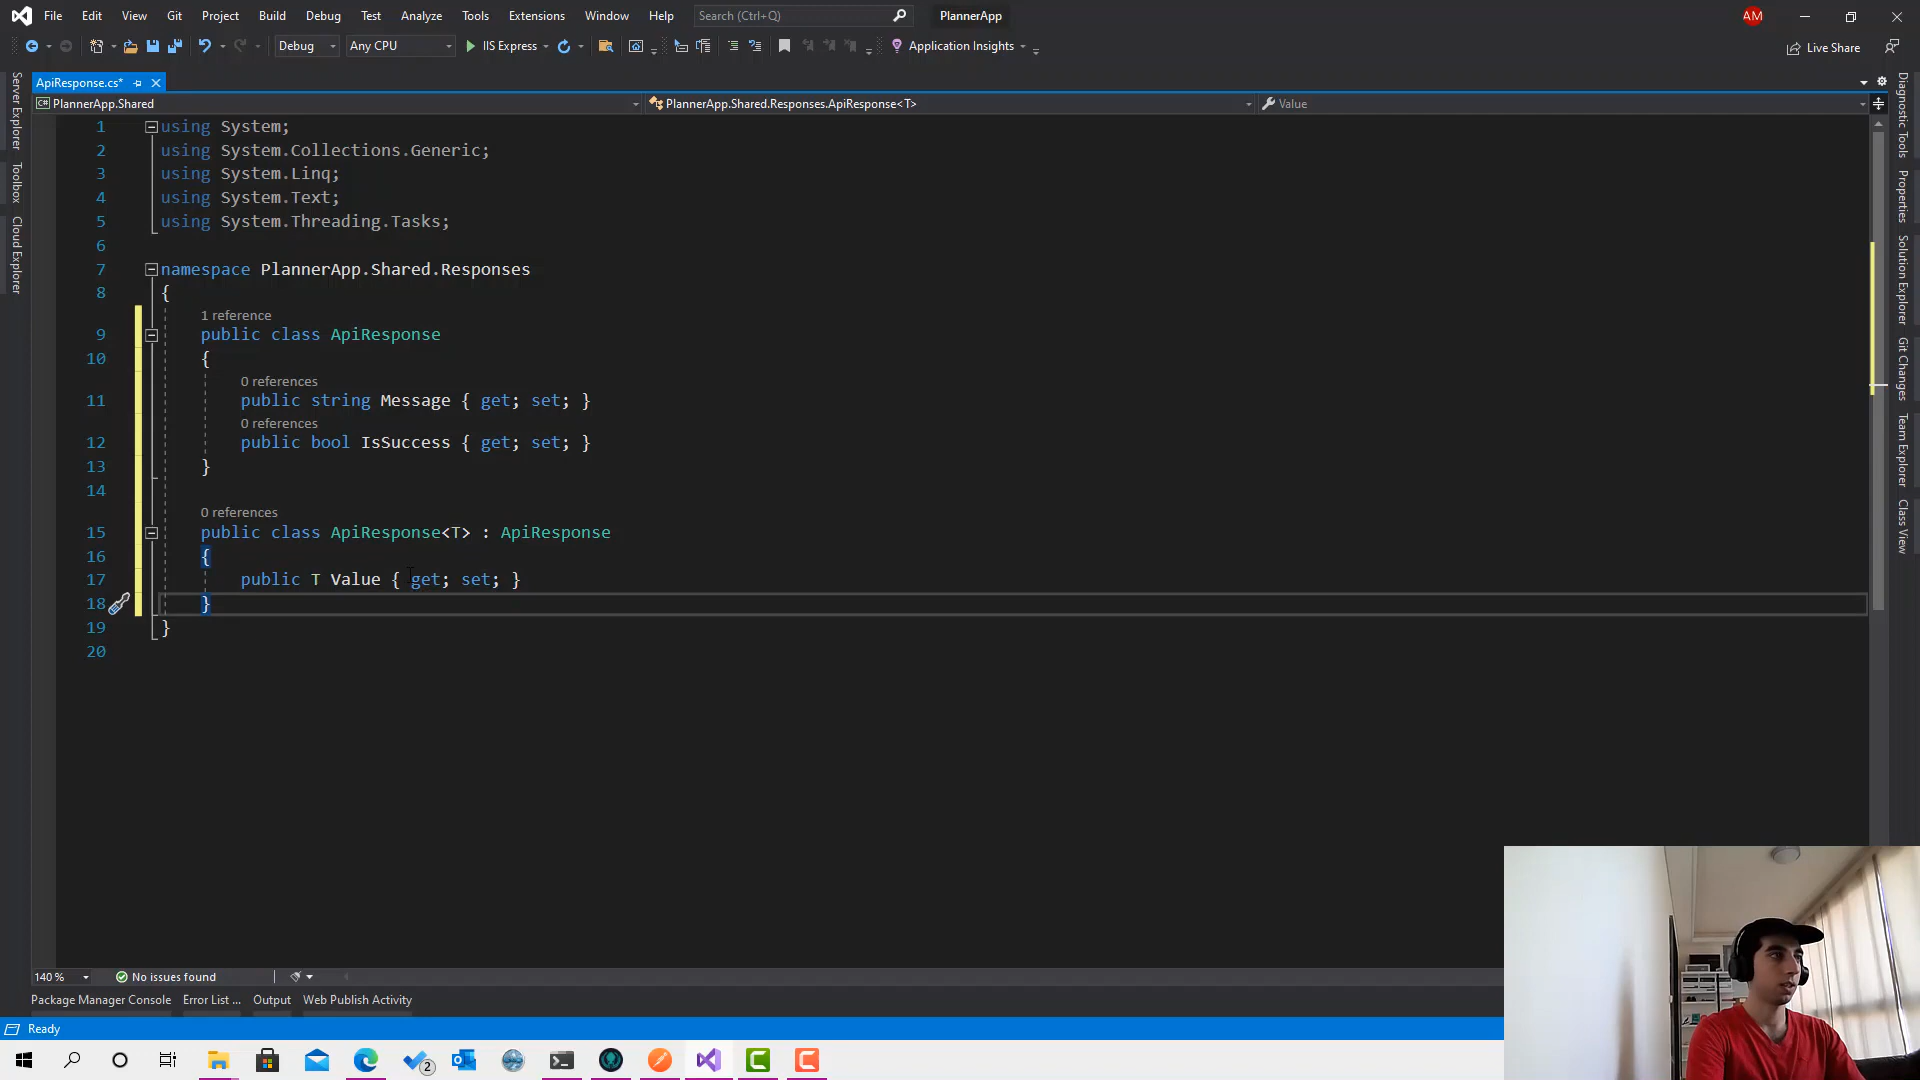 File Edit View Git Project Build Debug Test Analyze Tools Extensions Window Help Search (Ctrl+Q) PlannerApp AM
Debug Any CPU IIS Express Application Insights Live Share
ApiResponse.cs*
PlannerApp.Shared PlannerApp.Shared.Responses.ApiResponse<T> Value
Server Explorer
Toolbox
Cloud Explorer
1 using System;
2 using System.Collections.Generic;
3 using System.Linq;
4 using System.Text;
5 using System.Threading.Tasks;
6
7 namespace PlannerApp.Shared.Responses
8 {
1 reference
9 public class ApiResponse
10 {
0 references
11 public string Message { get; set; }
0 references
12 public bool IsSuccess { get; set; }
13 }
14
0 references
15 public class ApiResponse<T> : ApiResponse
16 {
17 public T Value { get; set; }
18 }
19 }
20
Diagnostic Tools
Properties
Solution Explorer
Git Changes
Team Explorer
Class View
140 % No issues found
Package Manager Console Error List ... Output Web Publish Activity
Ready
2